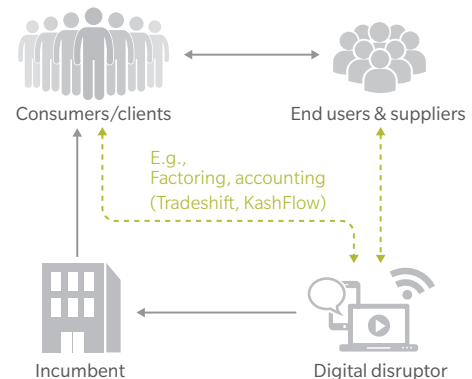 Consumers/clients
End users & suppliers
E.g.,
Factoring, accounting
(Tradeshift, KashFlow)
Incumbent
Digital disruptor